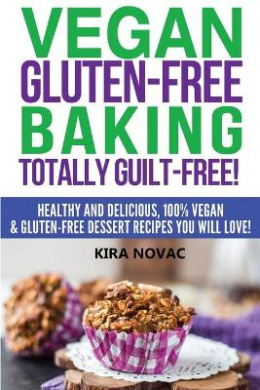 VEGAN
GLUTEN-FREE
BAKING
TOTALLY GUILT-FREE!
HEALTHY AND DELICIOUS, 100% VEGAN
& GLUTEN-FREE DESSERT RECIPES YOU WILL LOVE!
KIRA NOVAC